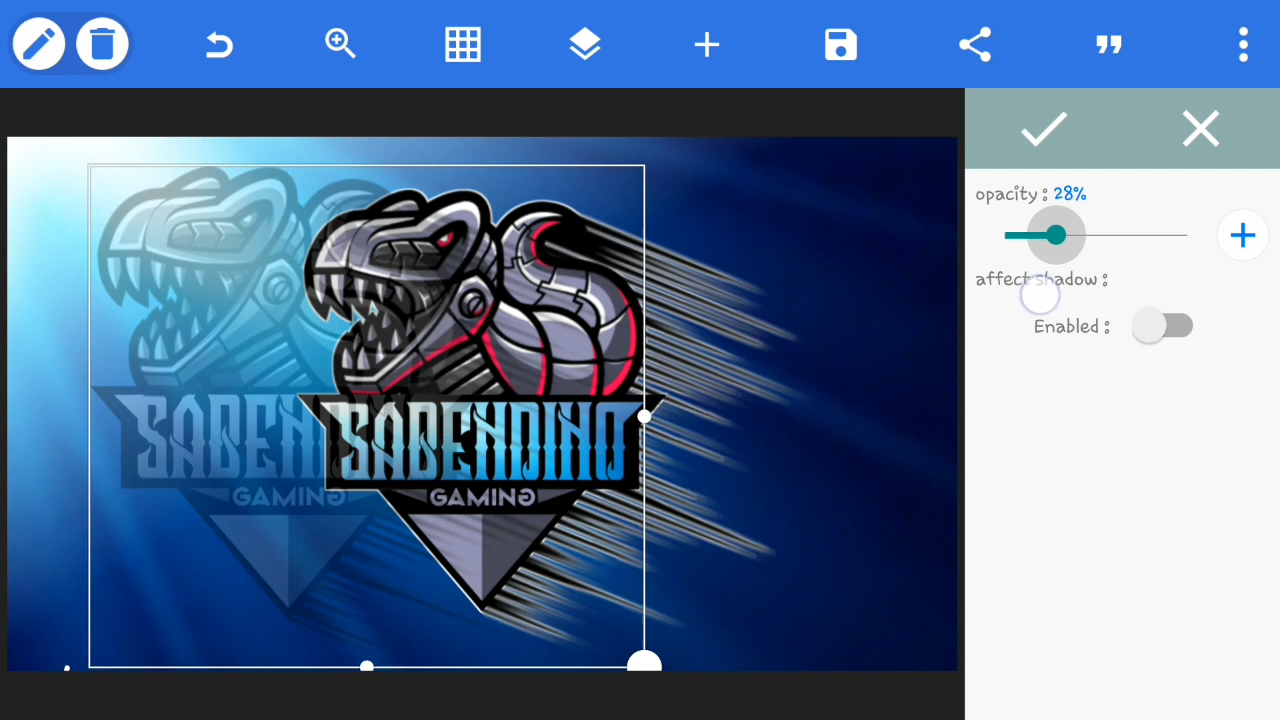 opacity : 28%
affect shadow :
Enabled :
SABEN
SABENDINO
GAMING
GAMING